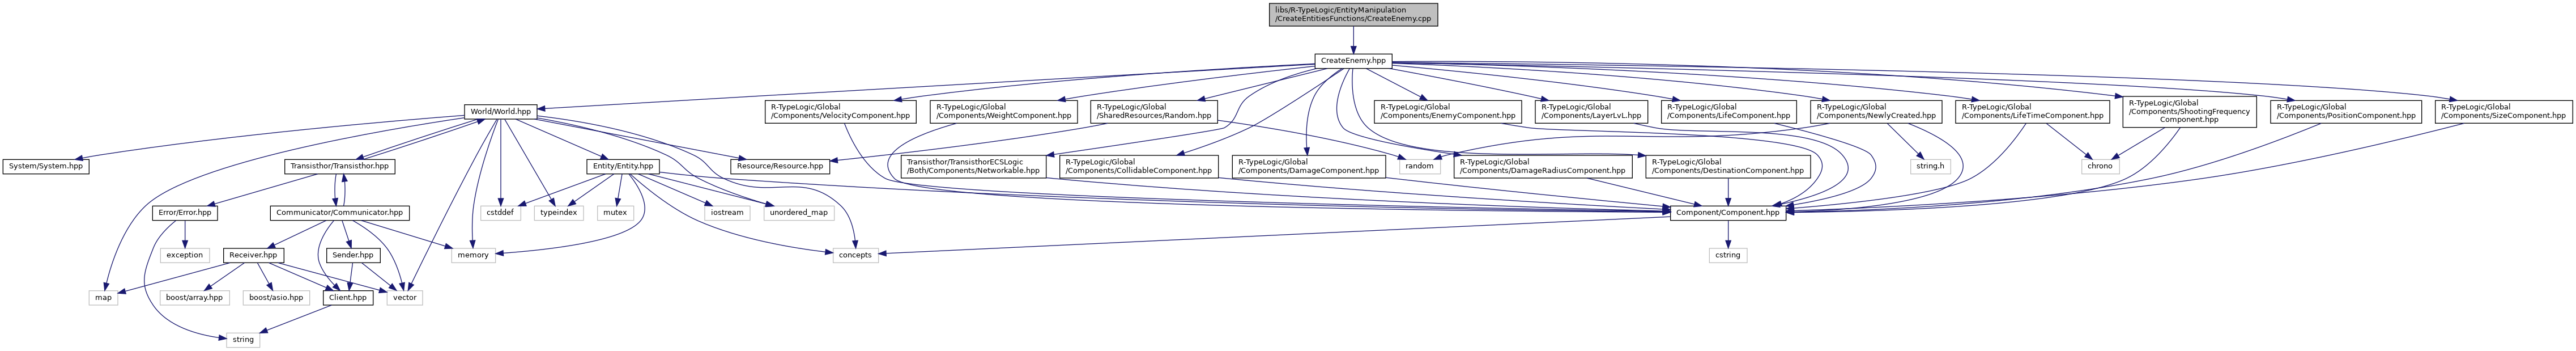 libs/R-TypeLogic/EntityManipulation
/CreateEntitiesFunctions/CreateEnemy.cpp
CreateEnemy.hpp
World/World.hpp
R-TypeLogic/Global
/Components/VelocityComponent.hpp
R-TypeLogic/Global
/Components/WeightComponent.hpp
R-TypeLogic/Global
/SharedResources/Random.hpp
R-TypeLogic/Global
/Components/EnemyComponent.hpp
R-TypeLogic/Global
/Components/LayerLvL.hpp
R-TypeLogic/Global
/Components/LifeComponent.hpp
R-TypeLogic/Global
/Components/NewlyCreated.hpp
R-TypeLogic/Global
/Components/LifeTimeComponent.hpp
R-TypeLogic/Global
/Components/ShootingFrequency
Component.hpp
R-TypeLogic/Global
/Components/PositionComponent.hpp
R-TypeLogic/Global
/Components/SizeComponent.hpp
System/System.hpp
Transisthor/Transisthor.hpp
Entity/Entity.hpp
Resource/Resource.hpp
Transisthor/TransisthorECSLogic
/Both/Components/Networkable.hpp
R-TypeLogic/Global
/Components/CollidableComponent.hpp
R-TypeLogic/Global
/Components/DamageComponent.hpp
random
R-TypeLogic/Global
/Components/DamageRadiusComponent.hpp
R-TypeLogic/Global
/Components/DestinationComponent.hpp
string.h
chrono
Error/Error.hpp
Communicator/Communicator.hpp
cstddef
typeindex
mutex
iostream
unordered_map
Component/Component.hpp
exception
Receiver.hpp
Sender.hpp
memory
concepts
cstring
map
boost/array.hpp
boost/asio.hpp
Client.hpp
vector
string